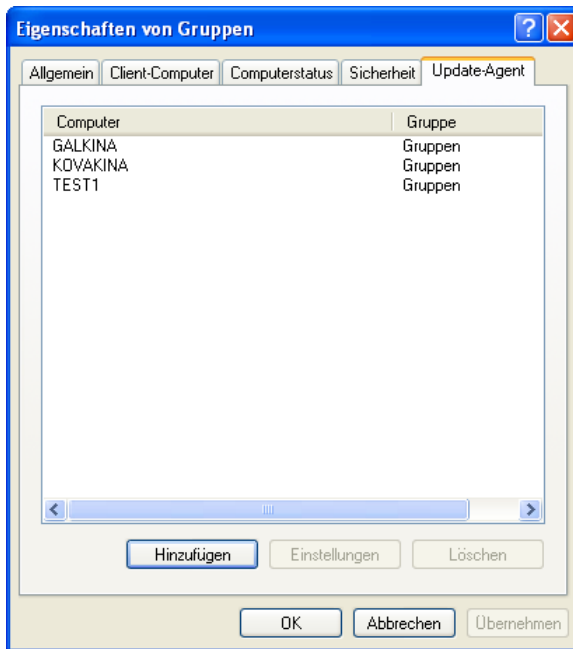 Eigenschaften von Gruppen
Allgemein Client-Computer Computerstatus Sicherheit Update-Agent
Computer Gruppe
GALKINA Gruppen
KOVAKINA Gruppen
TEST1 Gruppen
Hinzufügen Einstellungen Löschen
OK Abbrechen Übernehmen